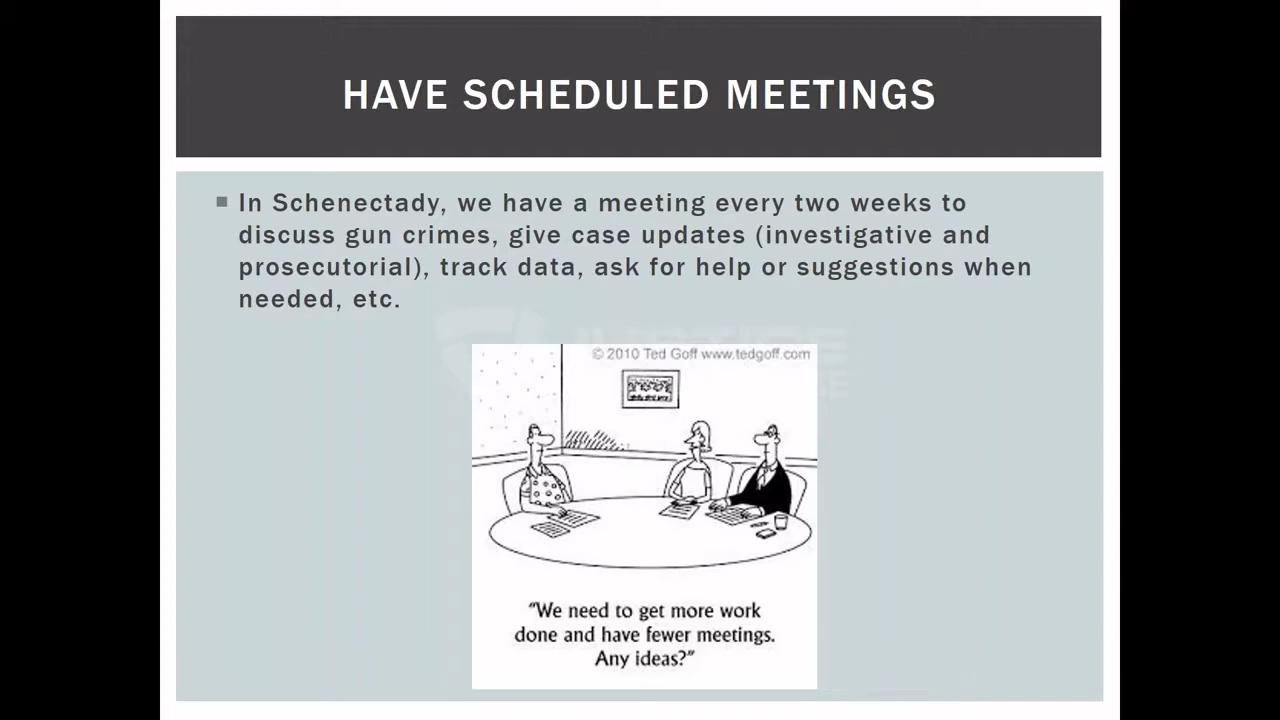 HAVE SCHEDULED MEETINGS
■ In Schenectady, we have a meeting every two weeks to
discuss gun crimes, give case updates (investigative and
prosecutorial), track data, ask for help or suggestions when
needed, etc.
© 2010 Ted Goff www.tedgoff.com
"We need to get more work
done and have fewer meetings.
Any ideas?"